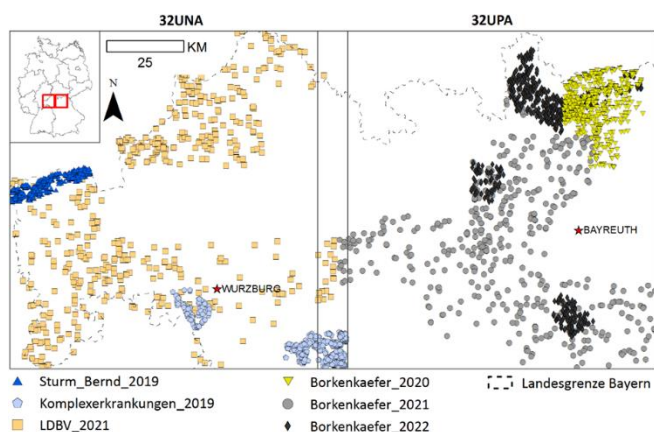 32UNA
32UPA
KM
25
N
BAYREUTH
WURZBURG
Sturm_Bernd_2019
Borkenkaefer_2020
Landesgrenze Bayern
Komplexerkrankungen_2019
Borkenkaefer_2021
LDBV_2021
Borkenkaefer_2022